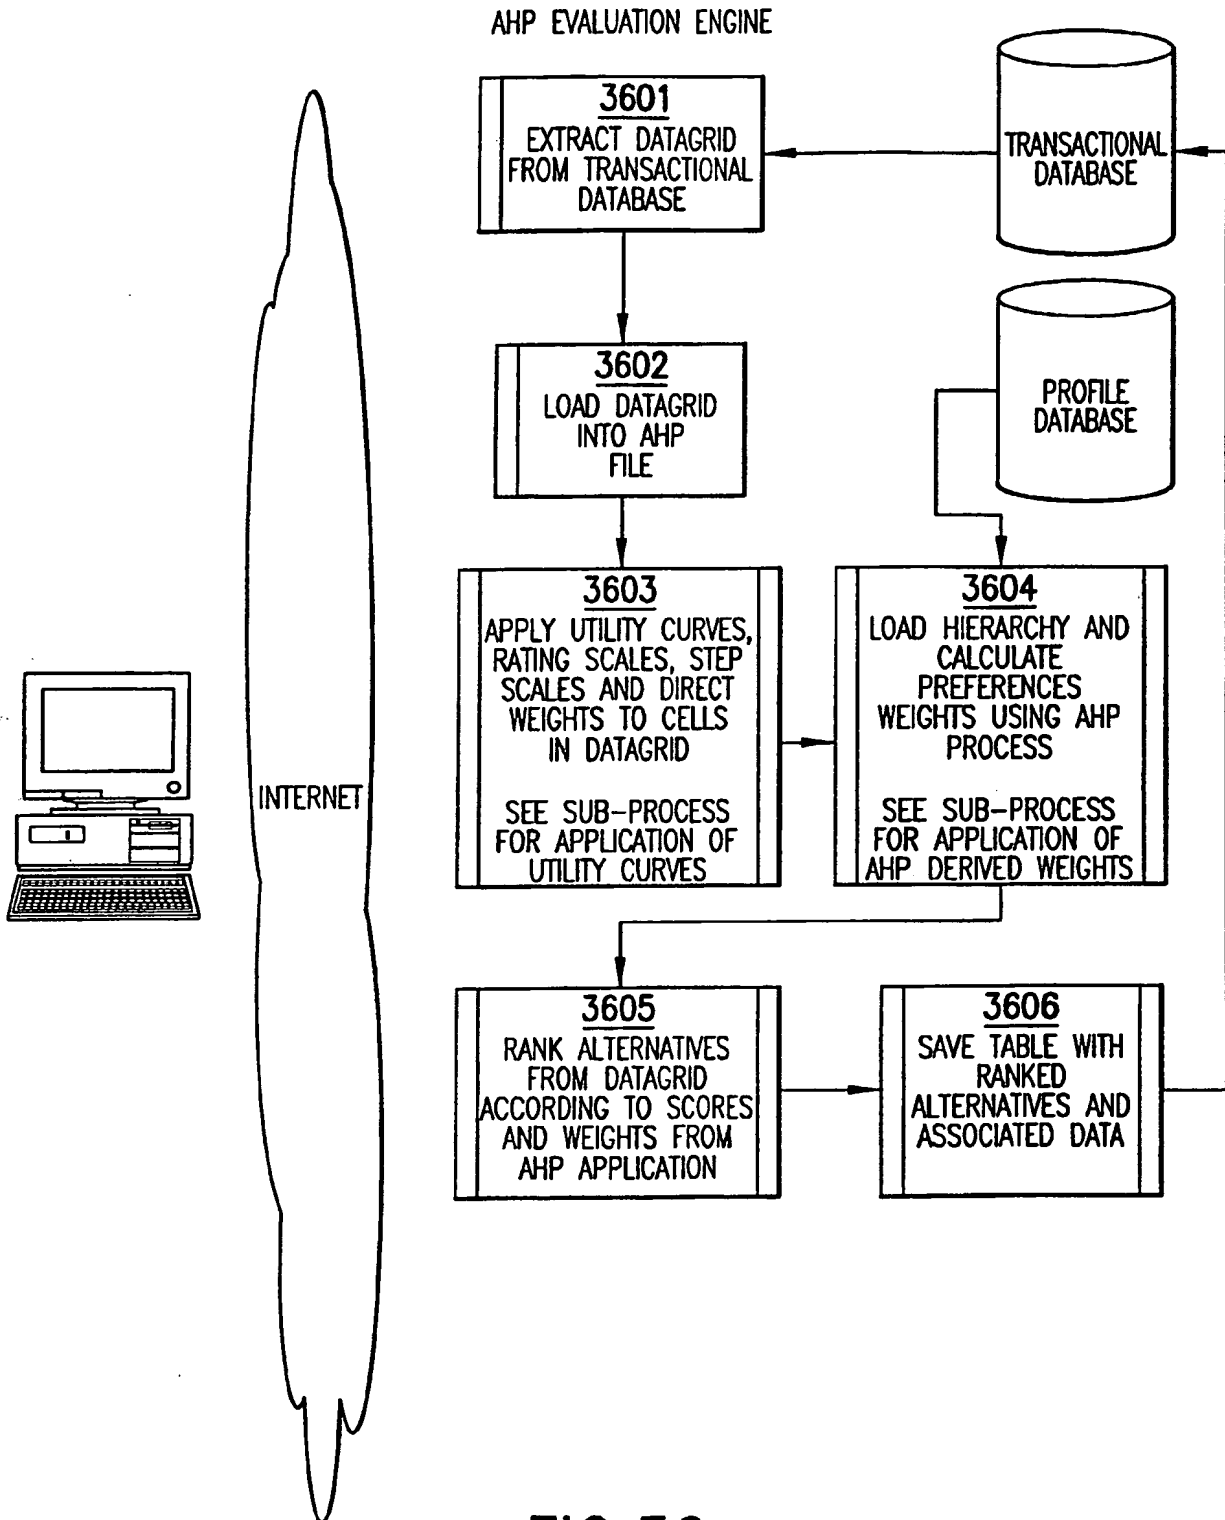 AHP EVALUATION ENGINE
3601
EXTRACT DATAGRID
FROM TRANSACTIONAL
DATABASE
TRANSACTIONAL
DATABASE
3602
LOAD DATAGRID
INTO AHP
FILE
PROFILE
DATABASE
3603
APPLY UTILITY CURVES,
RATING SCALES, STEP
SCALES AND DIRECT
WEIGHTS TO CELLS
IN DATAGRID
SEE SUB-PROCESS
FOR APPLICATION OF
UTILITY CURVES
3604
LOAD HIERARCHY AND
CALCULATE
PREFERENCES
WEIGHTS USING AHP
PROCESS
SEE SUB-PROCESS
FOR APPLICATION OF
AHP DERIVED WEIGHTS
INTERNET
3605
RANK ALTERNATIVES
FROM DATAGRID
ACCORDING TO SCORES
AND WEIGHTS FROM
AHP APPLICATION
3606
SAVE TABLE WITH
RANKED
ALTERNATIVES AND
ASSOCIATED DATA